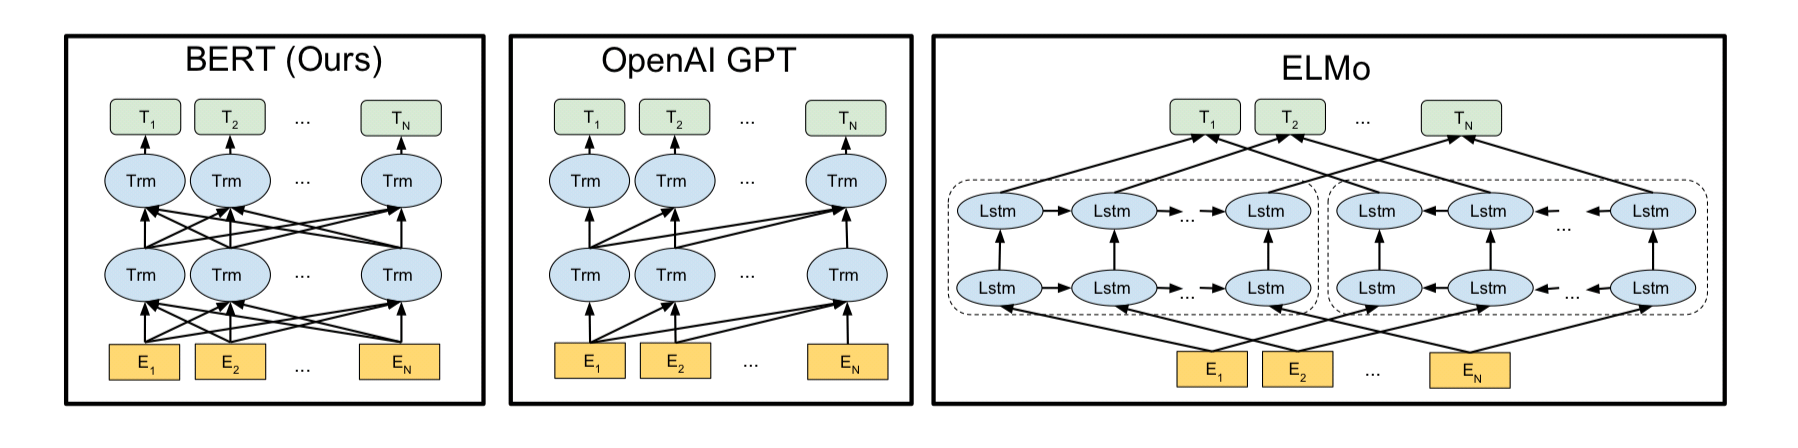 BERT (Ours)
T1 T2 ... TN
Trm Trm ... Trm
Trm Trm ... Trm
E1 E2 ... EN
OpenAI GPT
T1 T2 ... TN
Trm Trm ... Trm
Trm Trm ... Trm
E1 E2 ... EN
ELMo
T1 T2 ... TN
Lstm Lstm ... Lstm Lstm Lstm ... Lstm
Lstm Lstm ... Lstm Lstm Lstm ... Lstm
E1 E2 ... EN